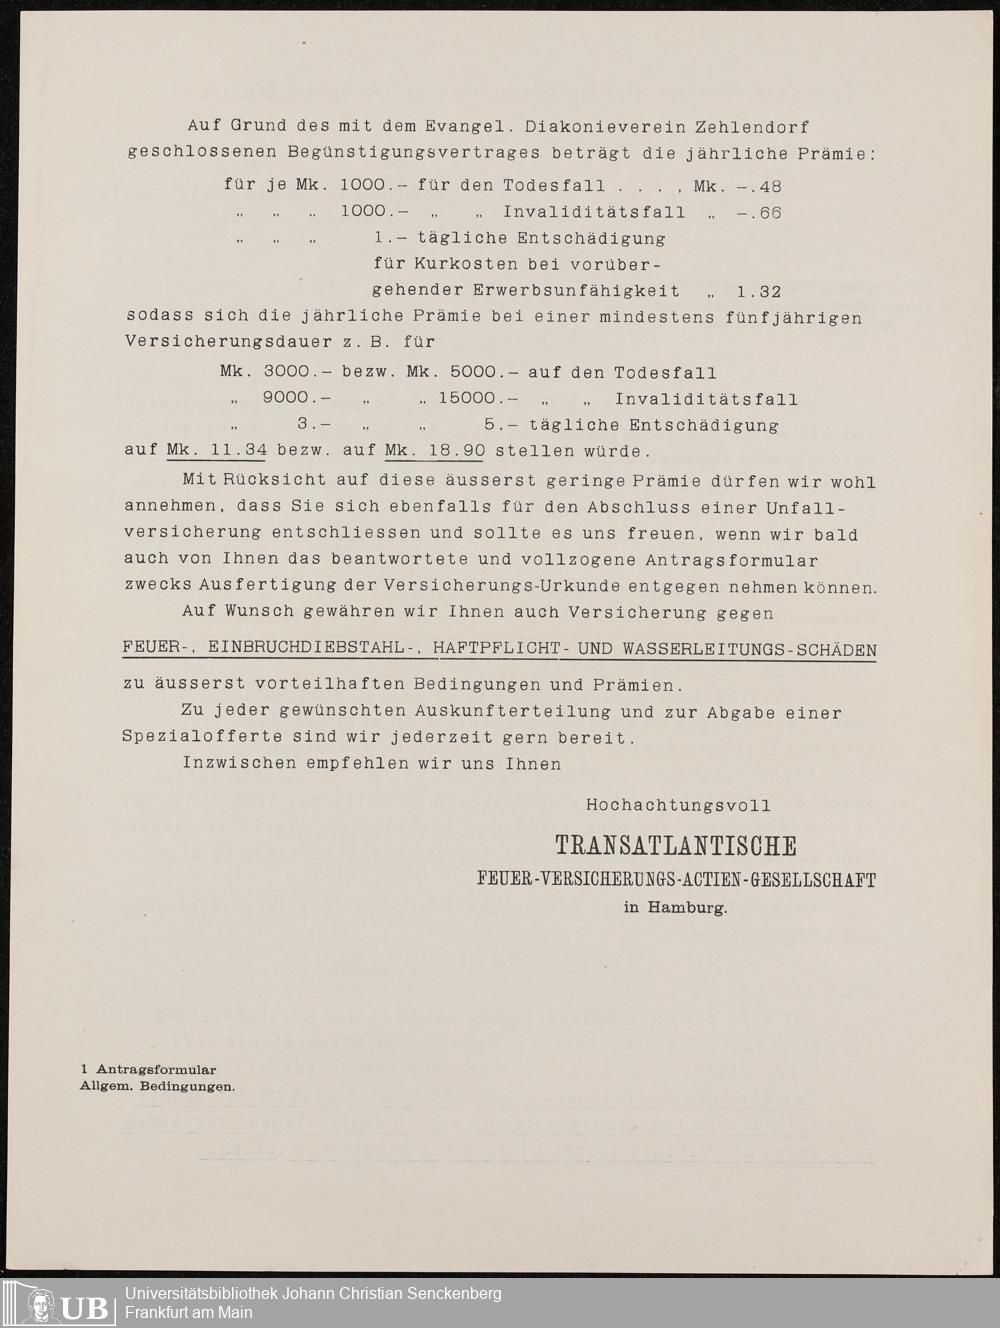 Auf Grund des mit dem Evangel. Diakonieverein Zehlendorf
geschlossenen Begünstigungsvertrages beträgt die jährliche Prämie:
für je Mk. 1000.- für den Todesfall . . . , Mk. -.48
„ „ „ 1000.- „ „ Invaliditätsfall „ -.66
„ „ „ 1.- tägliche Entschädigung
für Kurkosten bei vorüber-
gehender Erwerbsunfähigkeit „ 1.32
sodass sich die jährliche Prämie bei einer mindestens fünfjährigen
Versicherungsdauer z. B. für
Mk. 3000.- bezw. Mk. 5000.- auf den Todesfall
„ 9000.- „ „ 15000.- „ „ Invaliditätsfall
„ 3.- „ „ 5.- tägliche Entschädigung
auf Mk. 11.34 bezw. auf Mk. 18.90 stellen würde.
Mit Rücksicht auf diese äusserst geringe Prämie dürfen wir wohl
annehmen, dass Sie sich ebenfalls für den Abschluss einer Unfall-
versicherung entschliessen und sollte es uns freuen, wenn wir bald
auch von Ihnen das beantwortete und vollzogene Antragsformular
zwecks Ausfertigung der Versicherungs-Urkunde entgegen nehmen können.
Auf Wunsch gewähren wir Ihnen auch Versicherung gegen
FEUER-, EINBRUCHDIEBSTAHL-, HAFTPFLICHT- UND WASSERLEITUNGS-SCHÄDEN
zu äusserst vorteilhaften Bedingungen und Prämien.
Zu jeder gewünschten Auskunfterteilung und zur Abgabe einer
Spezialofferte sind wir jederzeit gern bereit.
Inzwischen empfehlen wir uns Ihnen
Hochachtungsvoll
TRANSATLANTISCHE
FEUER-VERSICHERUNGS-ACTIEN-GESELLSCHAFT
in Hamburg.
1 Antragsformular
Allgem. Bedingungen.
UB
Universitätsbibliothek Johann Christian Senckenberg
Frankfurt am Main